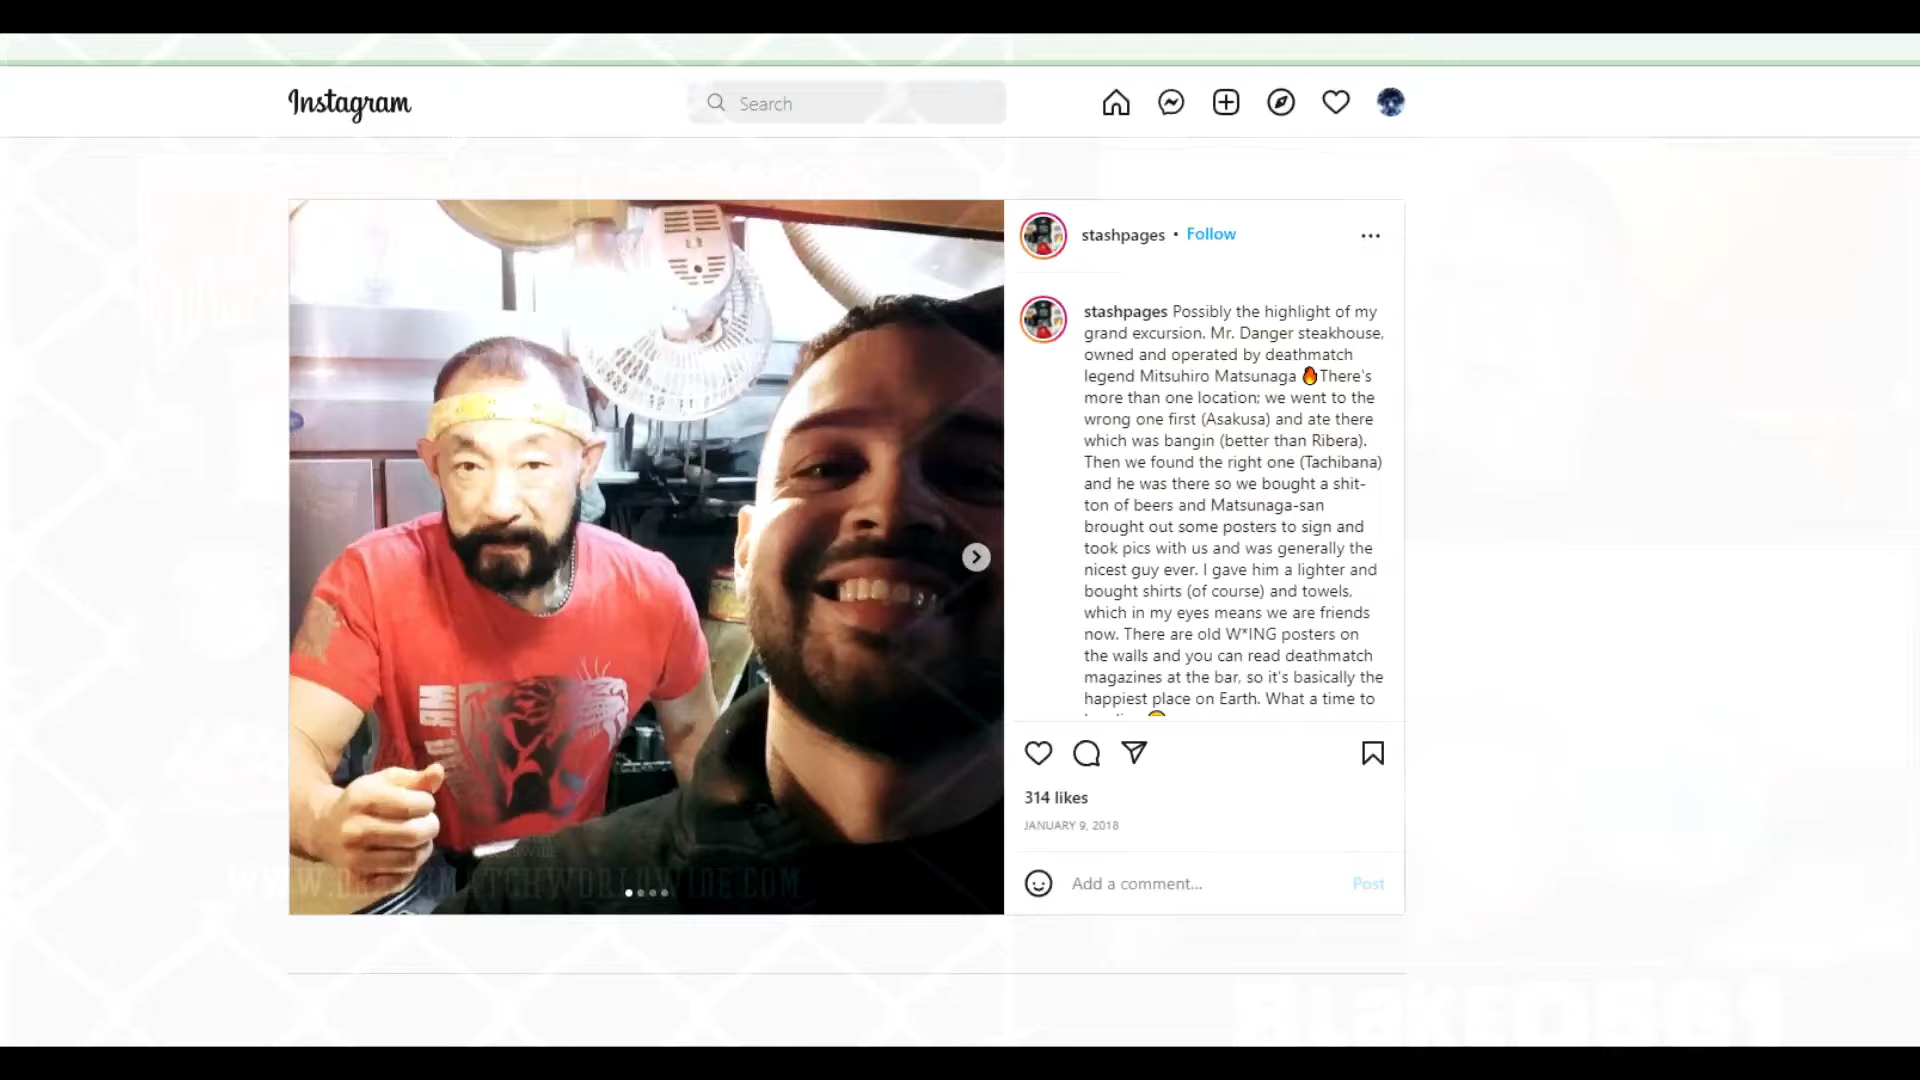 Instagram
Search
stashpages • Follow
stashpages Possibly the highlight of my
grand excursion. Mr. Danger steakhouse,
owned and operated by deathmatch
legend Mitsuhiro Matsunaga 🔥There's
more than one location; we went to the
wrong one first (Asakusa) and ate there
which was bangin (better than Ribera).
Then we found the right one (Tachibana)
and he was there so we bought a shit-
ton of beers and Matsunaga-san
brought out some posters to sign and
took pics with us and was generally the
nicest guy ever. I gave him a lighter and
bought shirts (of course) and towels,
which in my eyes means we are friends
now. There are old W*ING posters on
the walls and you can read deathmatch
magazines at the bar, so it's basically the
happiest place on Earth. What a time to
314 likes
JANUARY 9, 2018
Add a comment...
Post
MR